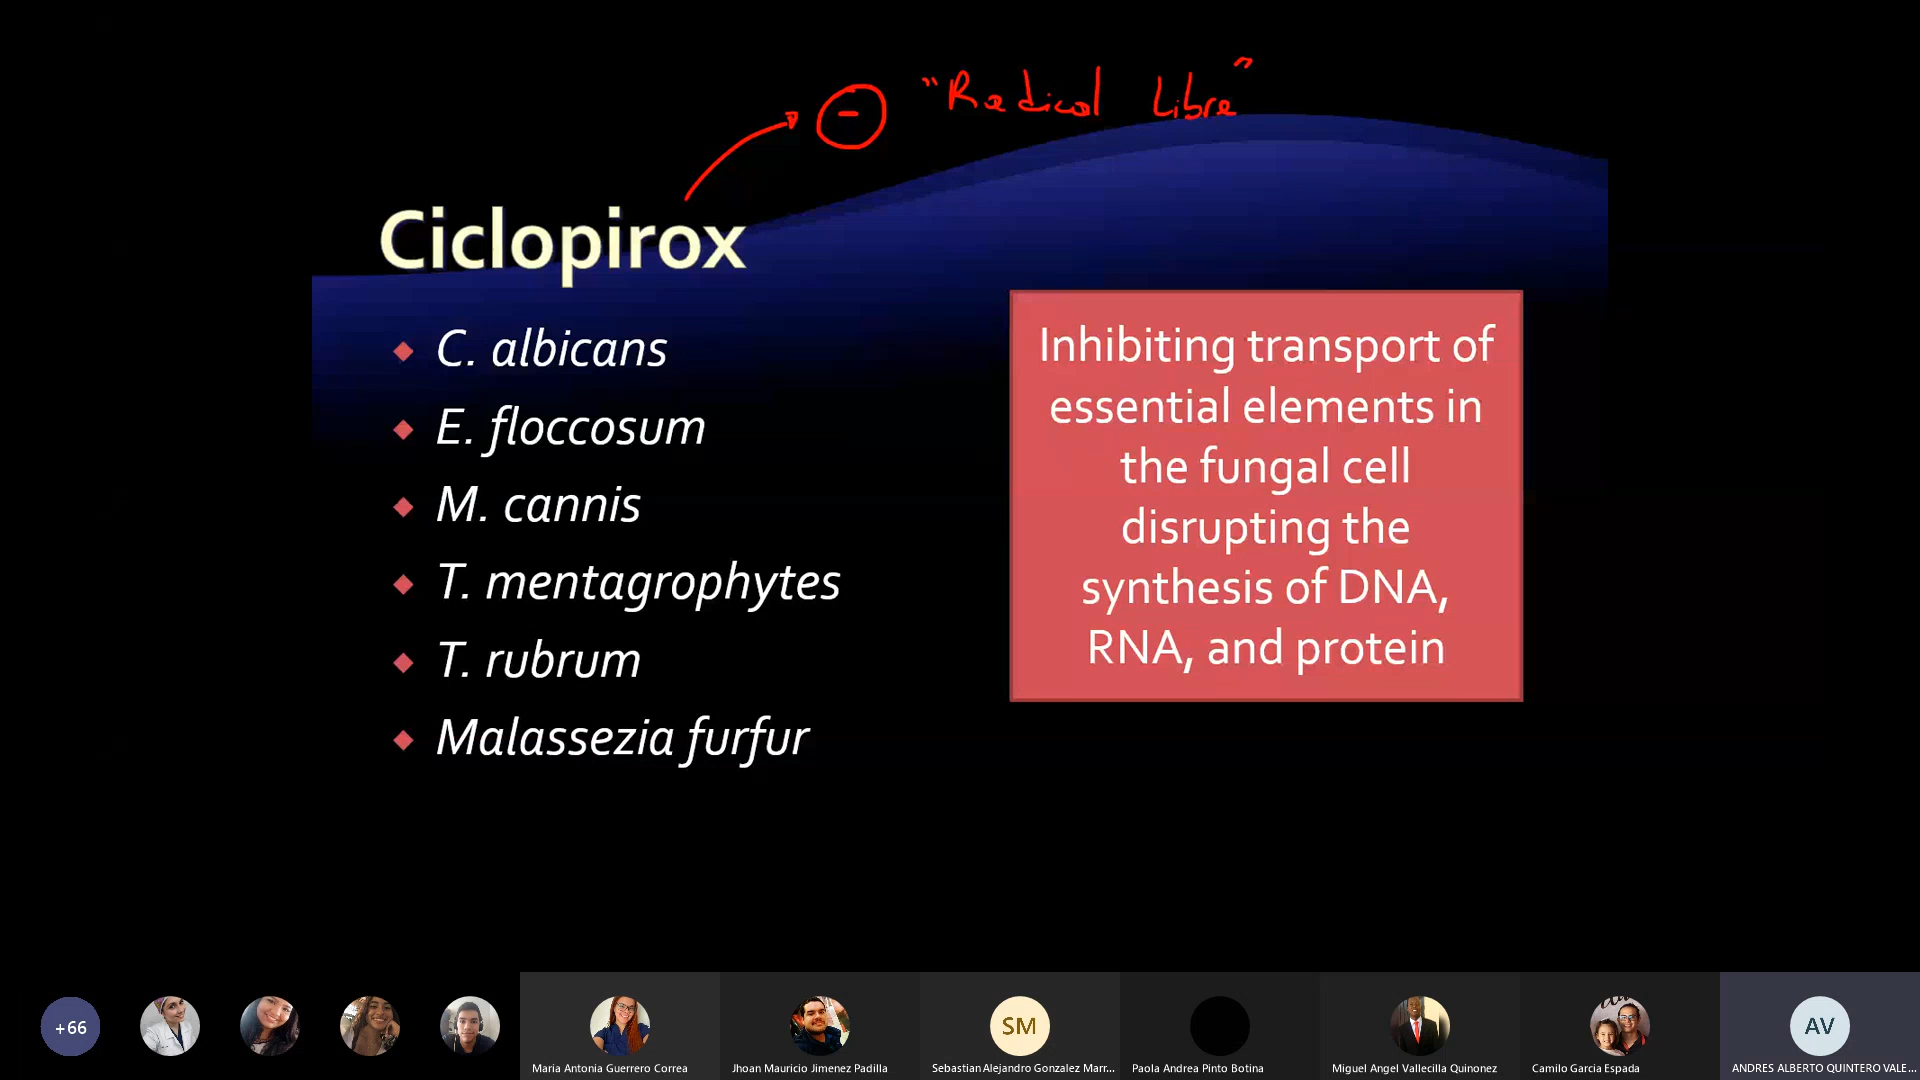 "Radical Libre"
-
Ciclopirox
C. albicans
E. floccosum
M. cannis
T. mentagrophytes
T. rubrum
Malassezia furfur
Inhibiting transport of
essential elements in
the fungal cell
disrupting the
synthesis of DNA,
RNA, and protein
+66
Maria Antonia Guerrero Correa
Jhoan Mauricio Jimenez Padilla
SM
Sebastian Alejandro Gonzalez Marr...
Paola Andrea Pinto Botina
Miguel Angel Vallecilla Quinonez
Camilo Garcia Espada
AV
ANDRES ALBERTO QUINTERO VALE...